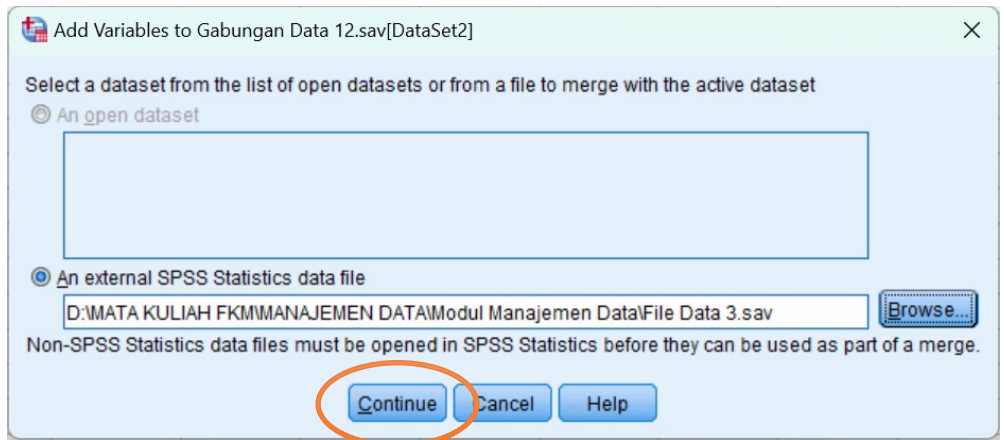 Add Variables to Gabungan Data 12.sav[DataSet2]
Select a dataset from the list of open datasets or from a file to merge with the active dataset
An open dataset
An external SPSS Statistics data file
D:\MATA KULIAH FKM\MANAJEMEN DATA\Modul Manajemen Data\File Data 3.sav
Browse...
Non-SPSS Statistics data files must be opened in SPSS Statistics before they can be used as part of a merge.
Continue Cancel Help